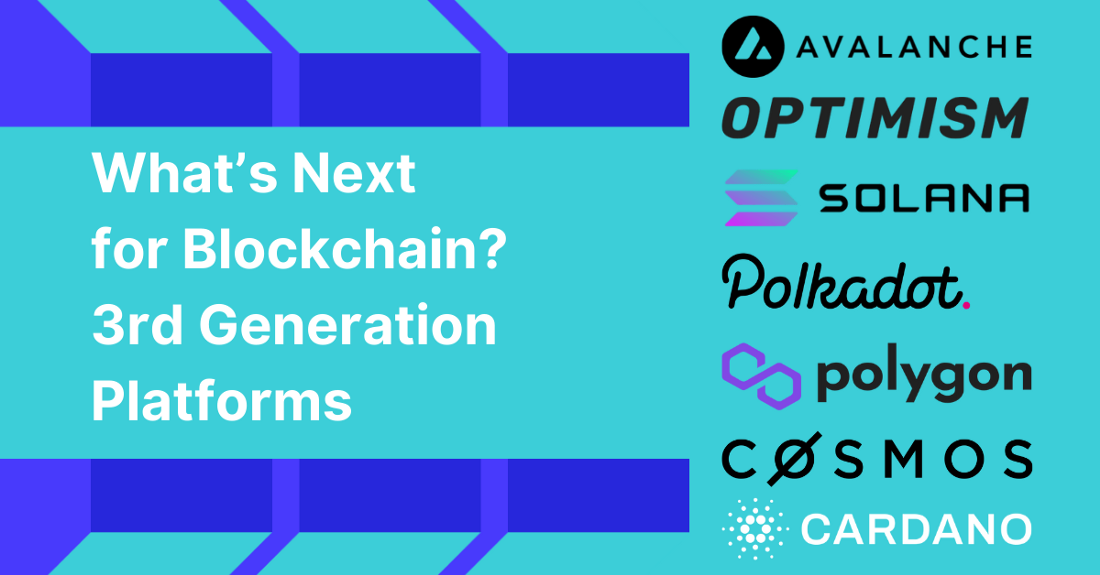 What’s Next
for Blockchain?
3rd Generation
Platforms
AVALANCHE
OPTIMISM
SOLANA
Polkadot.
polygon
CØSMOS
CARDANO